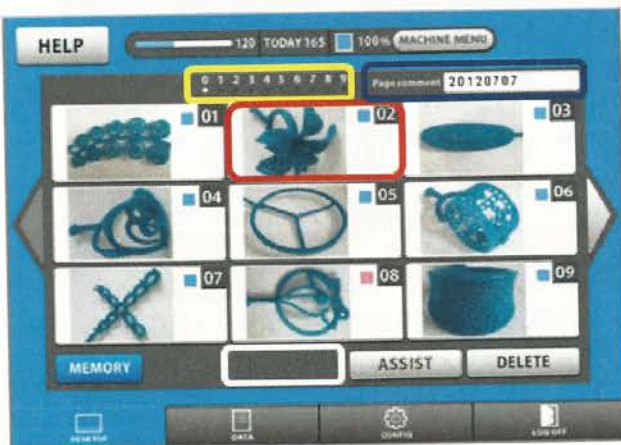 HELP
120 TODAY 165 100% MACHINE MENU
0 1 2 3 4 5 6 7 8 9
Page comment 20120707
01 02 03
04 05 06
07 08 09
MEMORY ASSIST DELETE
DESKTOP DATA CONFIG LOG OFF